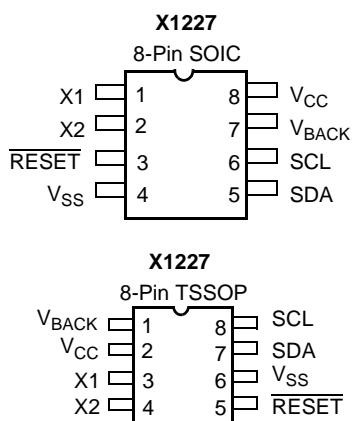 X1227
8-Pin SOIC
X1 1 8 VCC
X2 2 7 VBACK
RESET 3 6 SCL
VSS 4 5 SDA
X1227
8-Pin TSSOP
VBACK 1 8 SCL
VCC 2 7 SDA
X1 3 6 VSS
X2 4 5 RESET